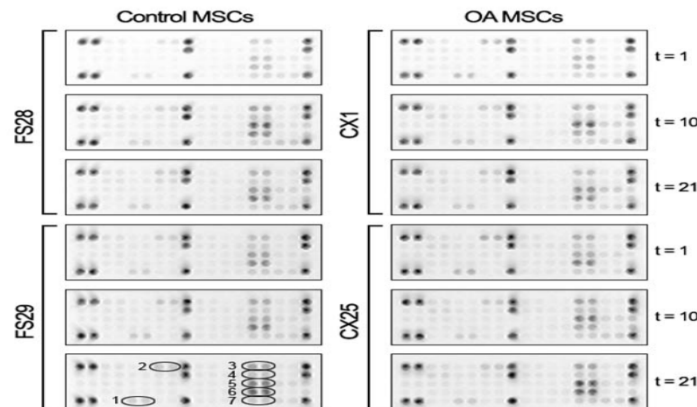 Control MSCs
OA MSCs
FS28
CX1
t = 1
t = 10
t = 21
FS29
CX25
t = 1
t = 10
t = 21
2
3
4
5
6
1
7